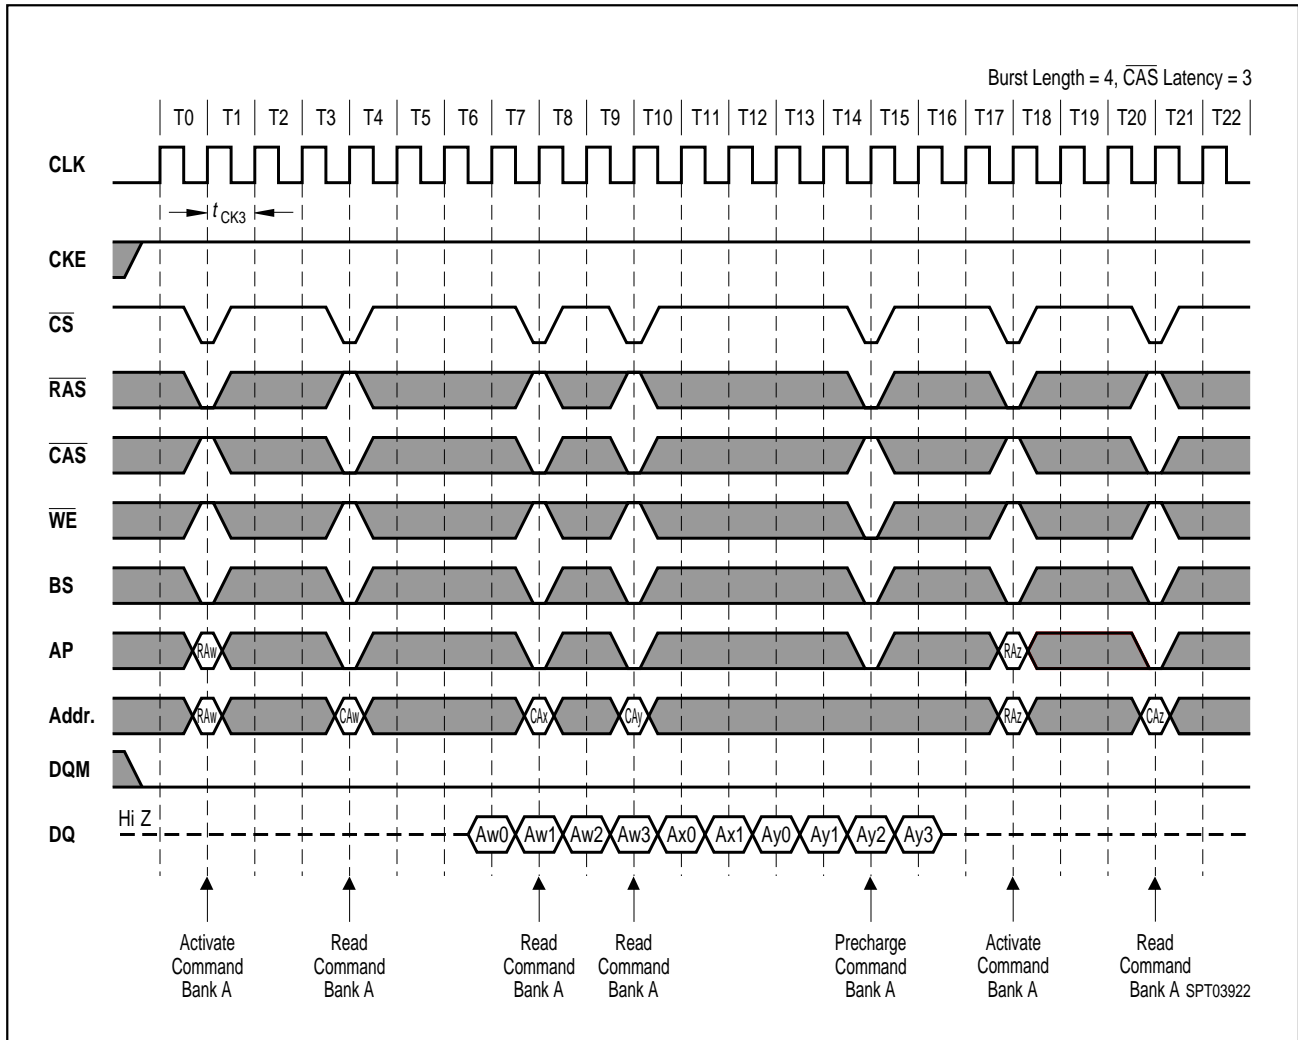 Burst Length = 4, CAS Latency = 3
T0 T1 T2 T3 T4 T5 T6 T7 T8 T9 T10 T11 T12 T13 T14 T15 T16 T17 T18 T19 T20 T21 T22
CLK
t CK3
CKE
CS
RAS
CAS
WE
BS
AP RAw RAz
Addr. RAw CAw CAx CAy RAz CAz
DQM
Hi Z
DQ Aw0 Aw1 Aw2 Aw3 Ax0 Ax1 Ay0 Ay1 Ay2 Ay3
Activate Read Read Read Precharge Activate Read
Command Command Command Command Command Command Command
Bank A Bank A Bank A Bank A Bank A Bank A Bank A SPT03922